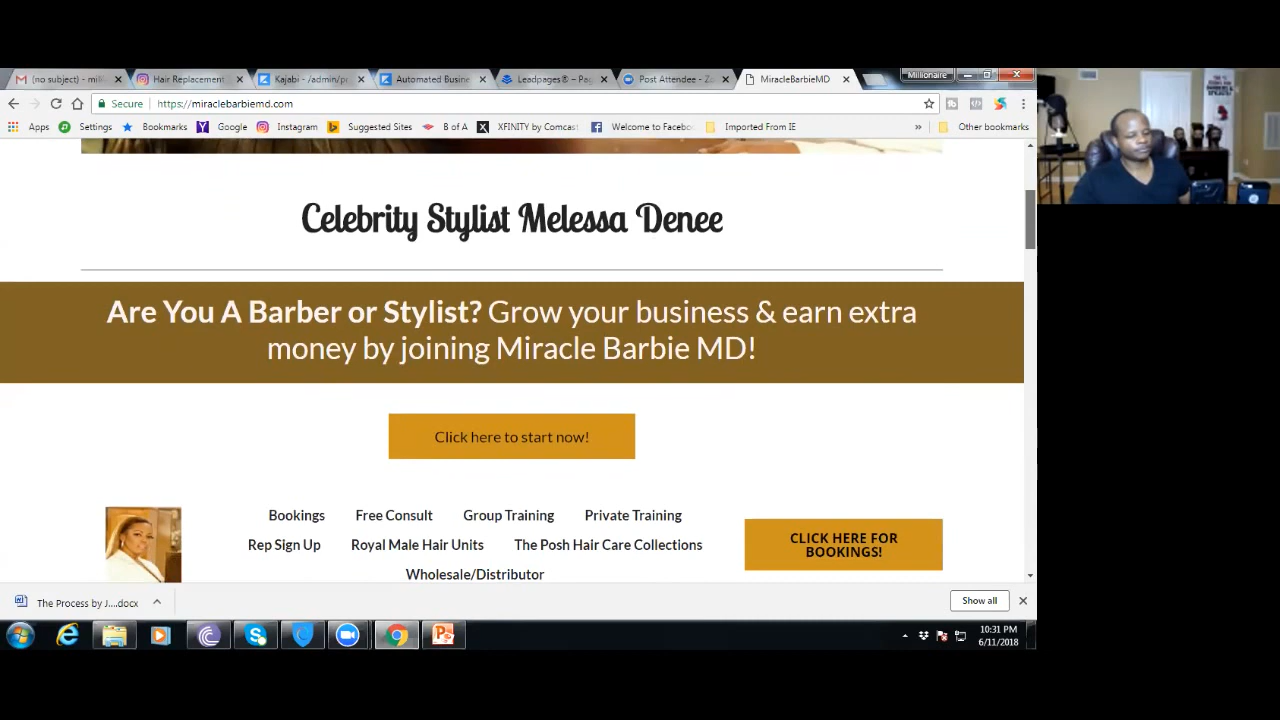 (no subject) - mill
Hair Replacement
Kajabi - /admin/pr
Automated Busine
Leadpages® – Pag
Post Attendee - Zo
MiracleBarbieMD
Millionaire
Secure
https://miraclebarbiemd.com
Apps
Settings
Bookmarks
Google
Instagram
Suggested Sites
B of A
XFINITY by Comcast
Welcome to Facebo
Imported From IE
»
Other bookmarks
Celebrity Stylist Melessa Denee
Are You A Barber or Stylist? Grow your business & earn extra
money by joining Miracle Barbie MD!
Click here to start now!
Bookings Free Consult Group Training Private Training
Rep Sign Up Royal Male Hair Units The Posh Hair Care Collections
Wholesale/Distributor
CLICK HERE FOR
BOOKINGS!
The Process by J....docx
Show all
10:31 PM
6/11/2018